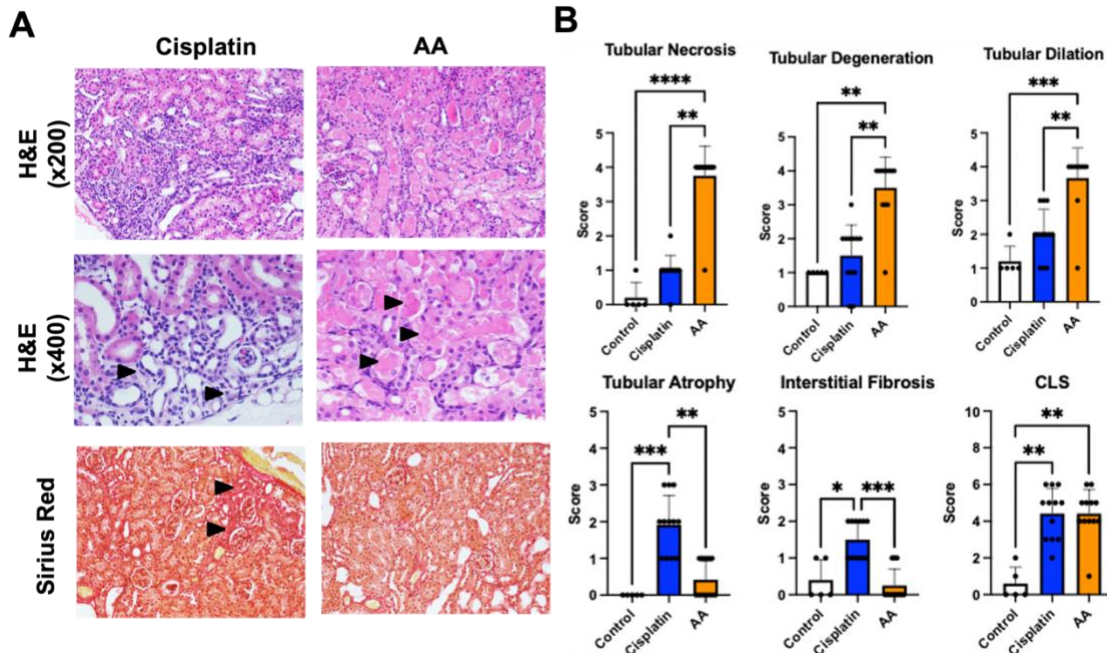 A
Cisplatin AA
H&E
(x200)
H&E
(x400)
Sirius Red
B
Tubular Necrosis
****
**
Score
5
4
3
2
1
0
Control
Cisplatin
AA
Tubular Degeneration
**
**
Score
5
4
3
2
1
0
Control
Cisplatin
AA
Tubular Dilation
***
**
Score
5
4
3
2
1
0
Control
Cisplatin
AA
Tubular Atrophy
**
***
Score
5
4
3
2
1
0
Control
Cisplatin
AA
Interstitial Fibrosis
* ***
Score
5
4
3
2
1
0
Control
Cisplatin
AA
CLS
**
**
Score
10
8
6
4
2
0
Control
Cisplatin
AA